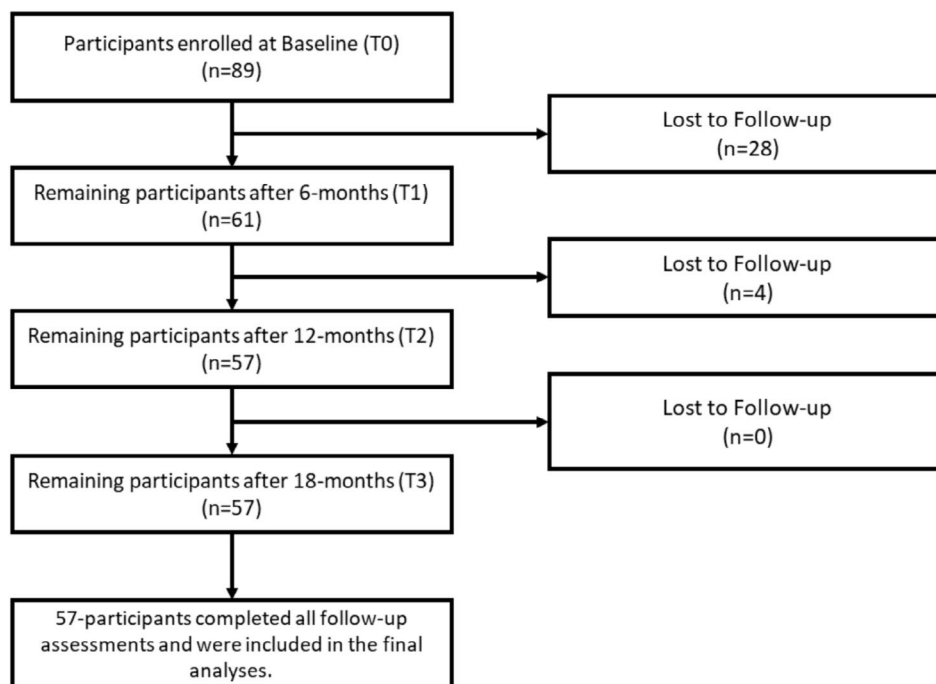 Participants enrolled at Baseline (T0)
(n=89)
Lost to Follow-up
(n=28)
Remaining participants after 6-months (T1)
(n=61)
Lost to Follow-up
(n=4)
Remaining participants after 12-months (T2)
(n=57)
Lost to Follow-up
(n=0)
Remaining participants after 18-months (T3)
(n=57)
57-participants completed all follow-up
assessments and were included in the final
analyses.